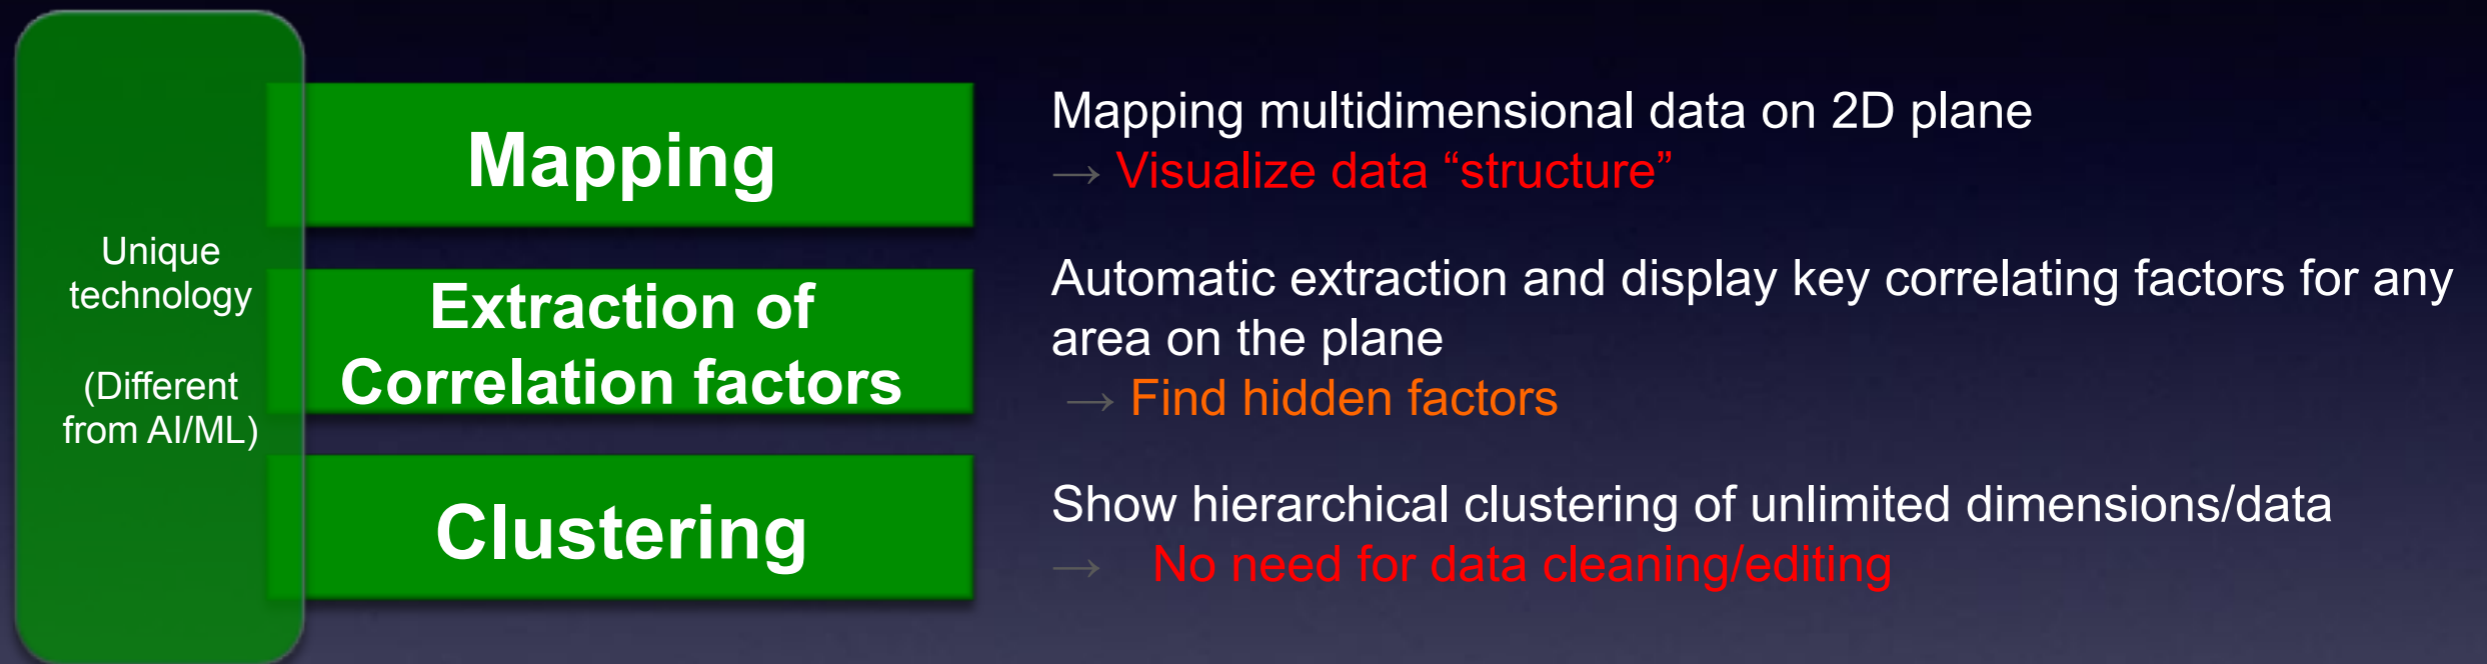 Unique
technology
(Different
from AI/ML)
Mapping
Mapping multidimensional data on 2D plane
→ Visualize data “structure”
Extraction of
Correlation factors
Automatic extraction and display key correlating factors for any
area on the plane
→ Find hidden factors
Clustering
Show hierarchical clustering of unlimited dimensions/data
→ No need for data cleaning/editing